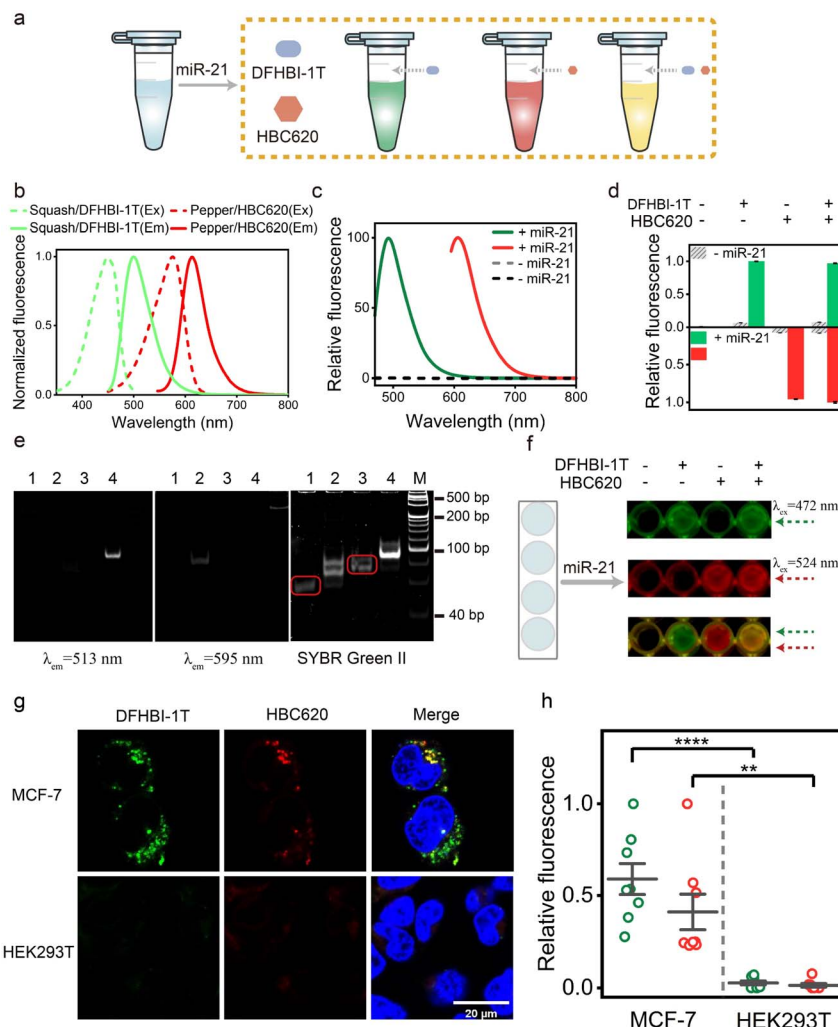 a
miR-21
DFHBI-1T
HBC620
b
Squash/DFHBI-1T(Ex)
Pepper/HBC620(Ex)
Squash/DFHBI-1T(Em)
Pepper/HBC620(Em)
Normalized fluorescence
1.0
0.5
0.0
400 500 600 700 800
Wavelength (nm)
c
+ miR-21
+ miR-21
- miR-21
- miR-21
Relative fluorescence
100
50
0
500 600 700 800
Wavelength (nm)
d
DFHBI-1T - + - +
HBC620 - - + +
- miR-21
+ miR-21
Relative fluorescence
1.0
0.5
0.0
0.5
1.0
e
1 2 3 4
1 2 3 4
1 2 3 4 M
500 bp
200 bp
100 bp
40 bp
λem=513 nm
λem=595 nm
SYBR Green II
f
DFHBI-1T - + - +
HBC620 - - + +
miR-21
λex=472 nm
λex=524 nm
g
DFHBI-1T HBC620 Merge
MCF-7
HEK293T
20 μm
h
****
**
Relative fluorescence
1.0
0.5
0.0
MCF-7 HEK293T